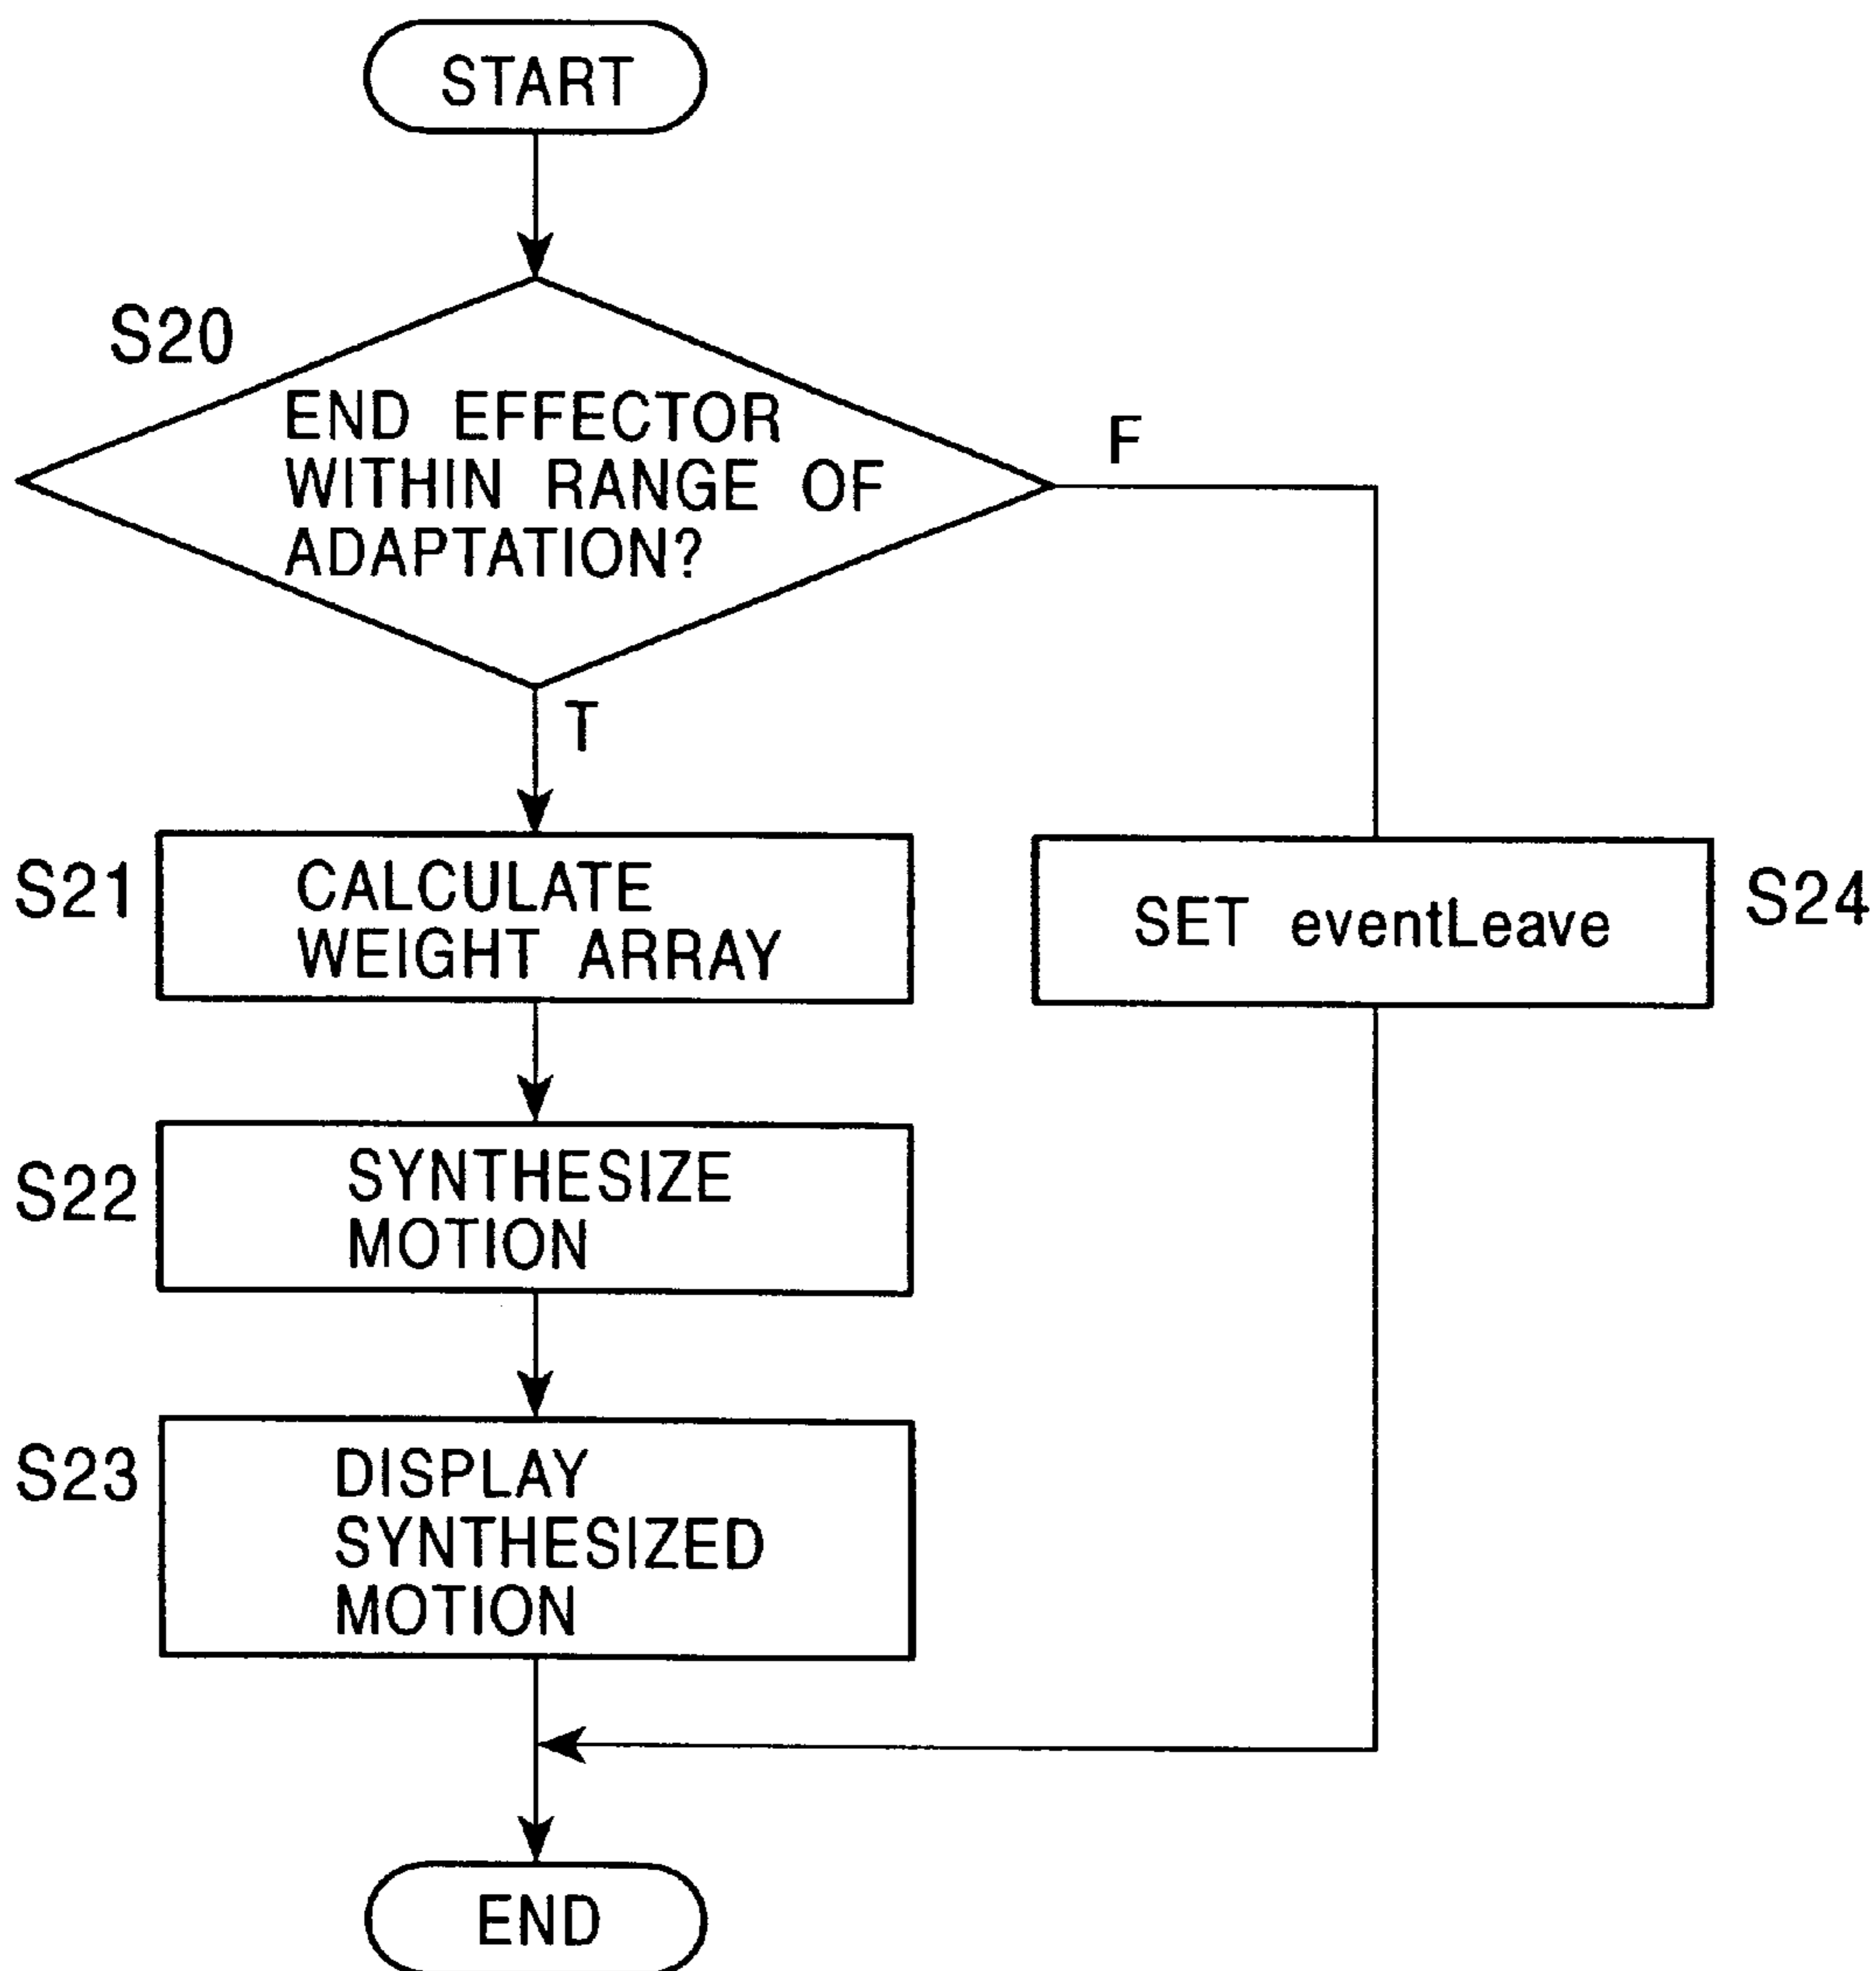 START
S20
END EFFECTOR
WITHIN RANGE OF
ADAPTATION?
F
T
S21
CALCULATE
WEIGHT ARRAY
SET eventLeave
S24
S22
SYNTHESIZE
MOTION
S23
DISPLAY
SYNTHESIZED
MOTION
END